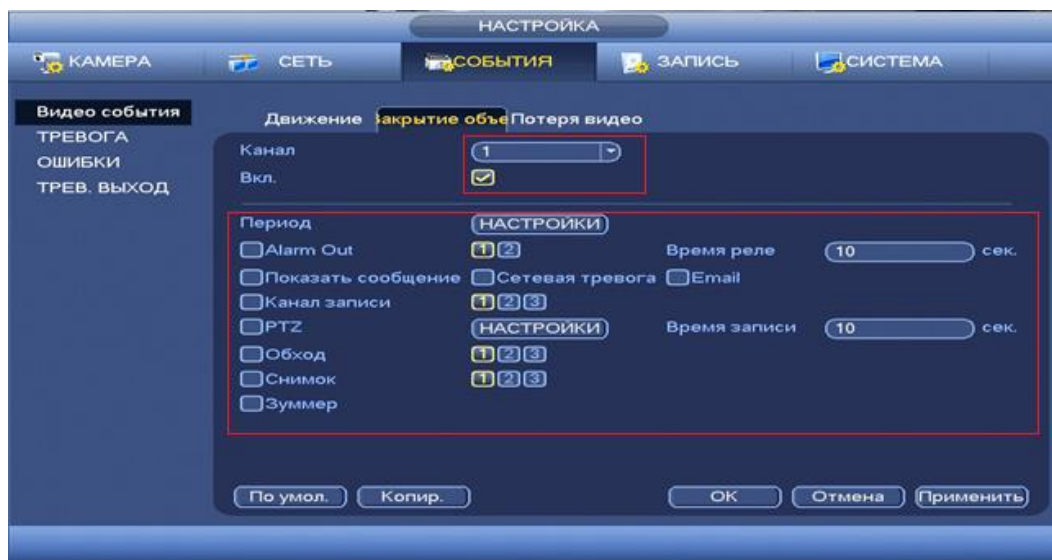 НАСТРОЙКА
КАМЕРА СЕТЬ СОБЫТИЯ ЗАПИСЬ СИСТЕМА
Видео события
ТРЕВОГА
ОШИБКИ
ТРЕВ. ВЫХОД
Движение Закрытие объе Потеря видео
Канал 1
Вкл.
Период НАСТРОЙКИ
Alarm Out 1 2 Время реле 10 сек.
Показать сообщение Сетевая тревога Email
Канал записи 1 2 3
PTZ НАСТРОЙКИ Время записи 10 сек.
Обход 1 2 3
Снимок 1 2 3
Зуммер
По умол. Копир. ОК Отмена Применить